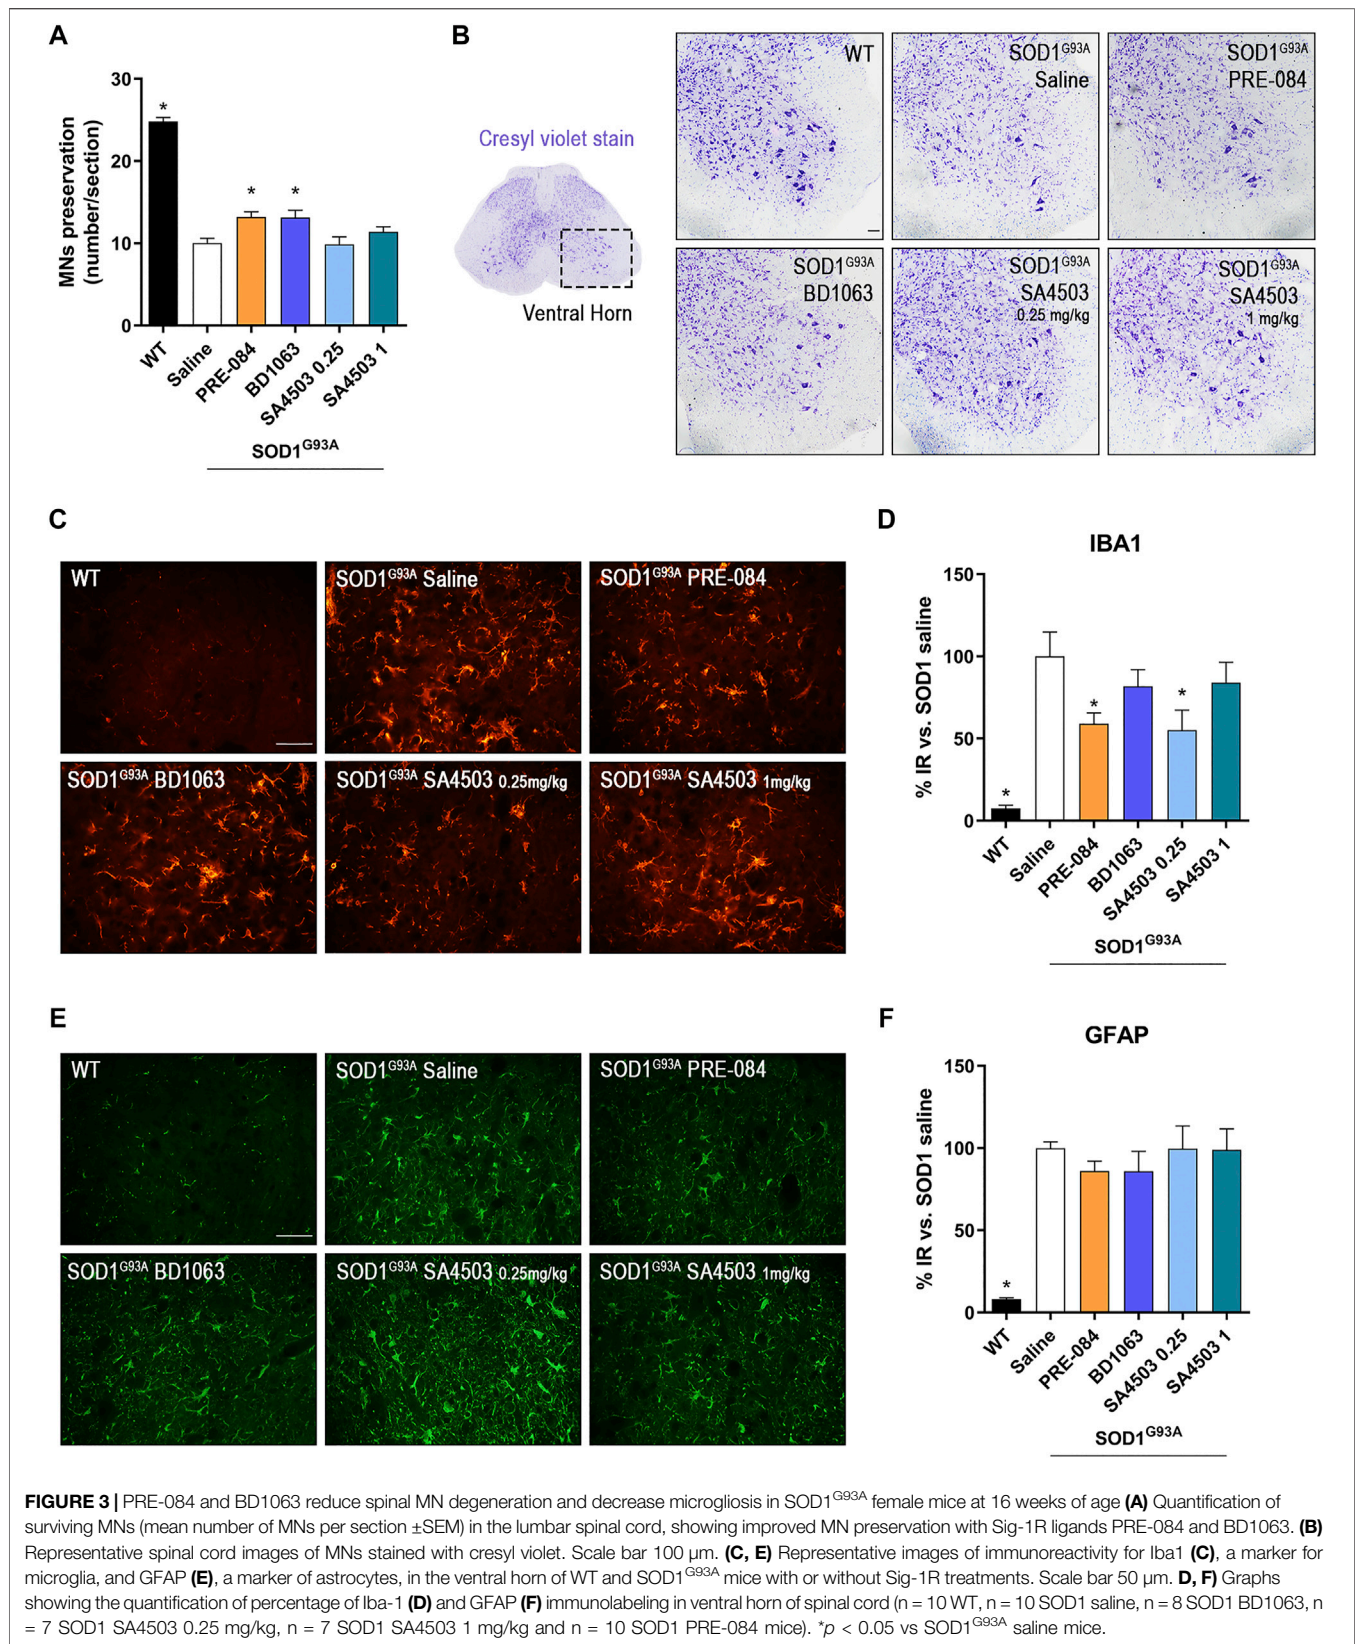 A
30
20
10
0
MNs preservation
(number/section)
*
*
*
WT
Saline
PRE-084
BD1063
SA4503 0.25
SA4503 1
SOD1G93A
B
Cresyl violet stain
Ventral Horn
WT
SOD1G93A
Saline
SOD1G93A
PRE-084
SOD1G93A
BD1063
SOD1G93A
SA4503
0.25 mg/kg
SOD1G93A
SA4503
1 mg/kg
C
WT
SOD1G93A Saline
SOD1G93A PRE-084
SOD1G93A BD1063
SOD1G93A SA4503 0.25mg/kg
SOD1G93A SA4503 1mg/kg
D
IBA1
150
100
50
0
% IR vs. SOD1 saline
*
*
*
WT
Saline
PRE-084
BD1063
SA4503 0.25
SA4503 1
SOD1G93A
E
WT
SOD1G93A Saline
SOD1G93A PRE-084
SOD1G93A BD1063
SOD1G93A SA4503 0.25mg/kg
SOD1G93A SA4503 1mg/kg
F
GFAP
150
100
50
0
% IR vs. SOD1 saline
*
WT
Saline
PRE-084
BD1063
SA4503 0.25
SA4503 1
SOD1G93A
FIGURE 3 | PRE-084 and BD1063 reduce spinal MN degeneration and decrease microgliosis in SOD1G93A female mice at 16 weeks of age (A) Quantification of
surviving MNs (mean number of MNs per section ±SEM) in the lumbar spinal cord, showing improved MN preservation with Sig-1R ligands PRE-084 and BD1063. (B)
Representative spinal cord images of MNs stained with cresyl violet. Scale bar 100 µm. (C, E) Representative images of immunoreactivity for Iba1 (C), a marker for
microglia, and GFAP (E), a marker of astrocytes, in the ventral horn of WT and SOD1G93A mice with or without Sig-1R treatments. Scale bar 50 µm. D, F) Graphs
showing the quantification of percentage of Iba-1 (D) and GFAP (F) immunolabeling in ventral horn of spinal cord (n = 10 WT, n = 10 SOD1 saline, n = 8 SOD1 BD1063, n
= 7 SOD1 SA4503 0.25 mg/kg, n = 7 SOD1 SA4503 1 mg/kg and n = 10 SOD1 PRE-084 mice). *p < 0.05 vs SOD1G93A saline mice.